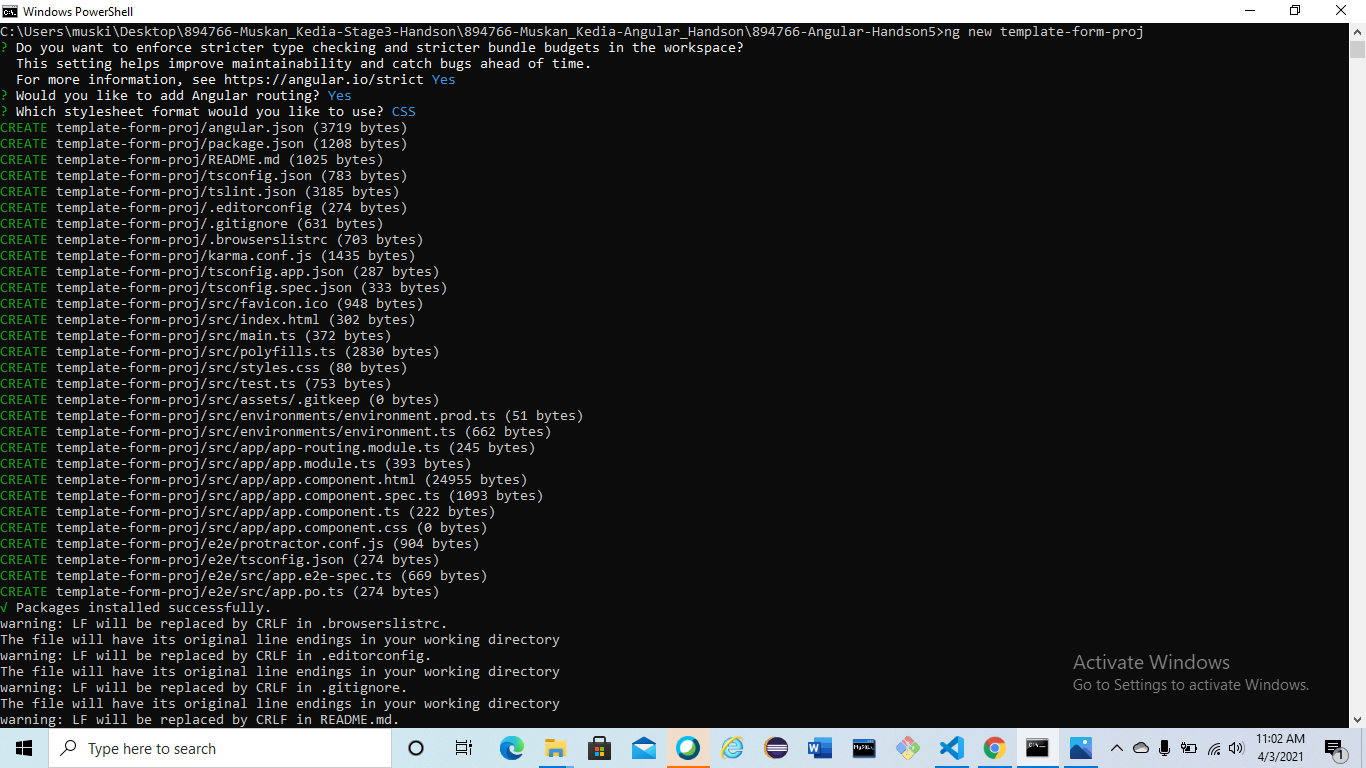 Windows PowerShell
C:\Users\muski\Desktop\894766-Muskan_Kedia-Stage3-Handson\894766-Muskan_Kedia-Angular_Handson\894766-Angular-Handson5>ng new template-form-proj
? Do you want to enforce stricter type checking and stricter bundle budgets in the workspace?
  This setting helps improve maintainability and catch bugs ahead of time.
  For more information, see https://angular.io/strict Yes
? Would you like to add Angular routing? Yes
? Which stylesheet format would you like to use? CSS
CREATE template-form-proj/angular.json (3719 bytes)
CREATE template-form-proj/package.json (1208 bytes)
CREATE template-form-proj/README.md (1025 bytes)
CREATE template-form-proj/tsconfig.json (783 bytes)
CREATE template-form-proj/tslint.json (3185 bytes)
CREATE template-form-proj/.editorconfig (274 bytes)
CREATE template-form-proj/.gitignore (631 bytes)
CREATE template-form-proj/.browserslistrc (703 bytes)
CREATE template-form-proj/karma.conf.js (1435 bytes)
CREATE template-form-proj/tsconfig.app.json (287 bytes)
CREATE template-form-proj/tsconfig.spec.json (333 bytes)
CREATE template-form-proj/src/favicon.ico (948 bytes)
CREATE template-form-proj/src/index.html (302 bytes)
CREATE template-form-proj/src/main.ts (372 bytes)
CREATE template-form-proj/src/polyfills.ts (2830 bytes)
CREATE template-form-proj/src/styles.css (80 bytes)
CREATE template-form-proj/src/test.ts (753 bytes)
CREATE template-form-proj/src/assets/.gitkeep (0 bytes)
CREATE template-form-proj/src/environments/environment.prod.ts (51 bytes)
CREATE template-form-proj/src/environments/environment.ts (662 bytes)
CREATE template-form-proj/src/app/app-routing.module.ts (245 bytes)
CREATE template-form-proj/src/app/app.module.ts (393 bytes)
CREATE template-form-proj/src/app/app.component.html (24955 bytes)
CREATE template-form-proj/src/app/app.component.spec.ts (1093 bytes)
CREATE template-form-proj/src/app/app.component.ts (222 bytes)
CREATE template-form-proj/src/app/app.component.css (0 bytes)
CREATE template-form-proj/e2e/protractor.conf.js (904 bytes)
CREATE template-form-proj/e2e/tsconfig.json (274 bytes)
CREATE template-form-proj/e2e/src/app.e2e-spec.ts (669 bytes)
CREATE template-form-proj/e2e/src/app.po.ts (274 bytes)
√ Packages installed successfully.
warning: LF will be replaced by CRLF in .browserslistrc.
The file will have its original line endings in your working directory
warning: LF will be replaced by CRLF in .editorconfig.
The file will have its original line endings in your working directory
warning: LF will be replaced by CRLF in .gitignore.
The file will have its original line endings in your working directory
warning: LF will be replaced by CRLF in README.md.
Activate Windows
Go to Settings to activate Windows.
Type here to search
MySQL
11:02 AM
4/3/2021
1